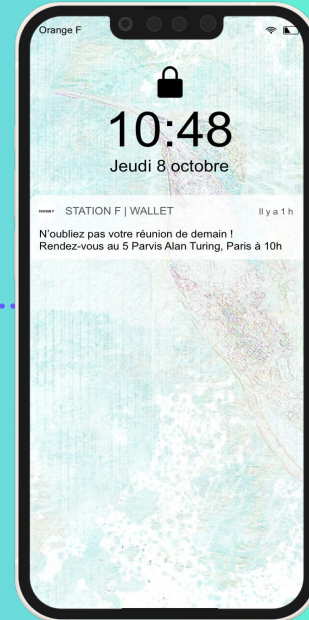 Orange F
10:48
Jeudi 8 octobre
STATION F STATION F | WALLET Il y a 1 h
N'oubliez pas votre réunion de demain !
Rendez-vous au 5 Parvis Alan Turing, Paris à 10h